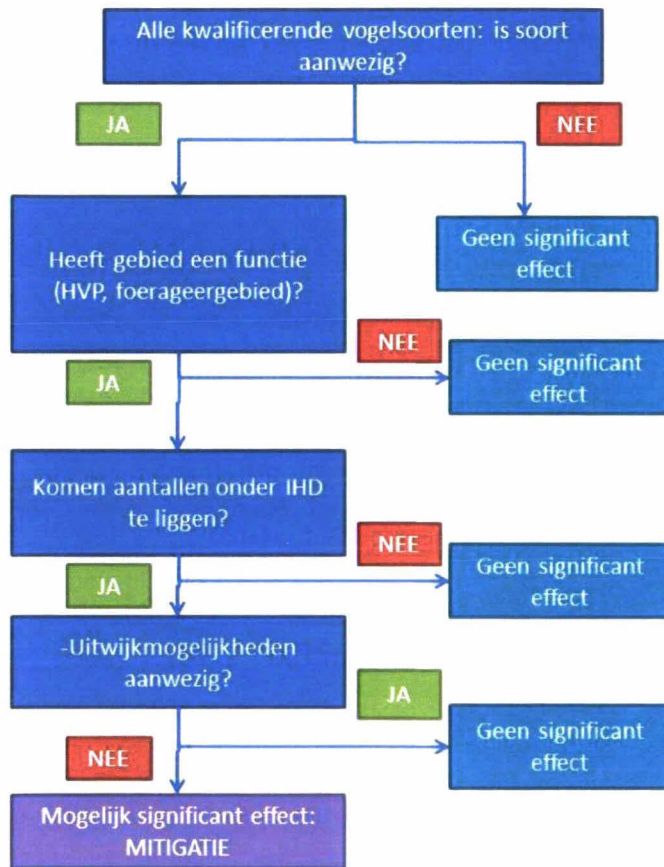 Alle kwalificerende vogelsoorten: is soort
aanwezig?
JA
NEE
Heeft gebied een functie
(HVP, foerageergebied)?
Geen significant
effect
NEE
JA
Geen significant
effect
Komen aantallen onder IHD
te liggen?
NEE
JA
Geen significant
effect
-Uitwijkmogelijkheden
aanwezig?
JA
NEE
Geen significant
effect
Mogelijk significant effect:
MITIGATIE